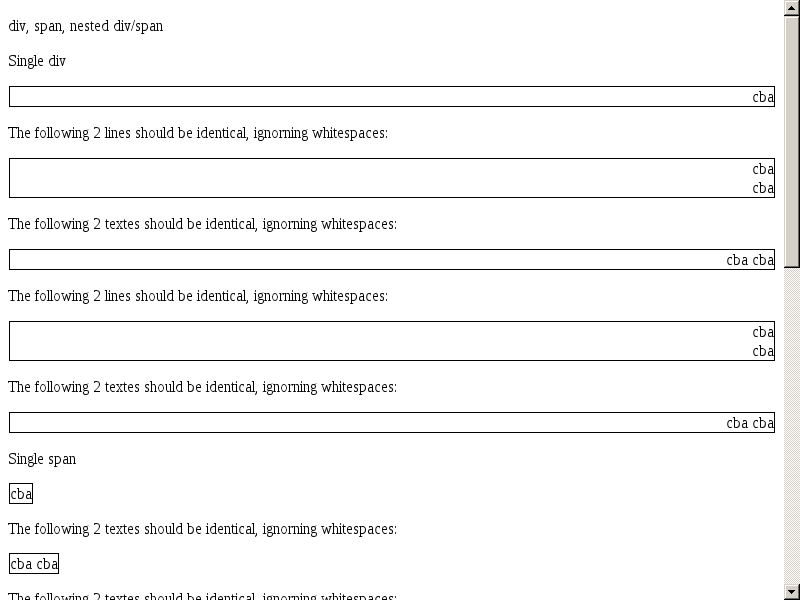 div, span, nested div/span
Single div
cba
The following 2 lines should be identical, ignorning whitespaces:
cba
cba
The following 2 textes should be identical, ignorning whitespaces:
cba cba
The following 2 lines should be identical, ignorning whitespaces:
cba
cba
The following 2 textes should be identical, ignorning whitespaces:
cba cba
Single span
cba
The following 2 textes should be identical, ignorning whitespaces:
cba cba
The following 2 textes should be identical, ignorning whitespaces: